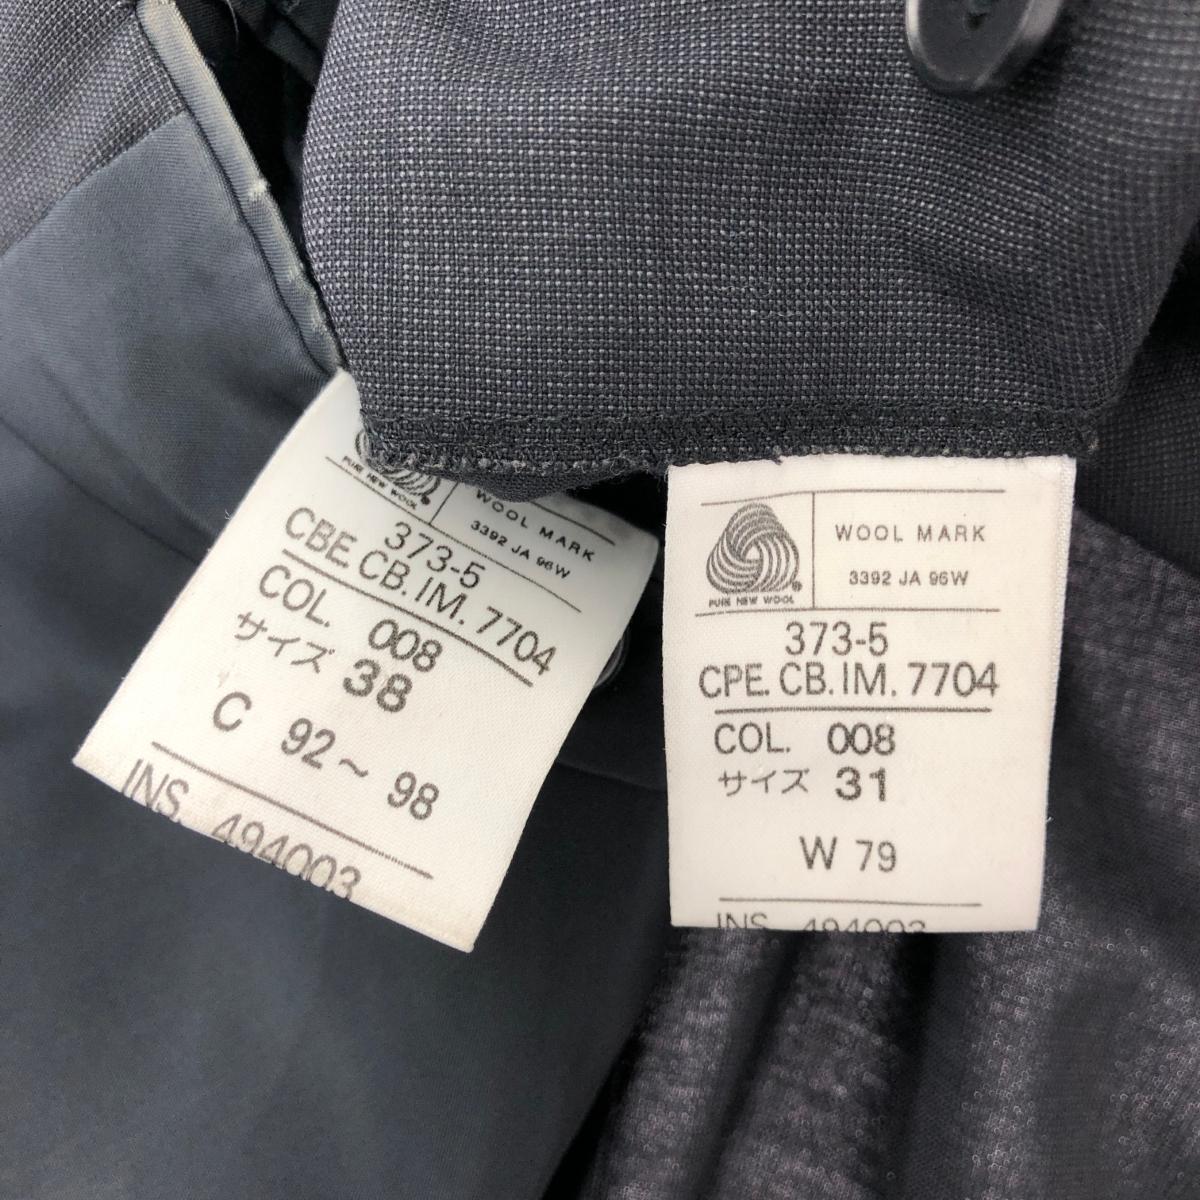 PURE NEW WOOL
WOOL MARK
3392 JA 96W
373-5
CBE. CB. IM. 7704
COL. 008
サイズ 38
C 92~98
INS. 494003
PURE NEW WOOL
WOOL MARK
3392 JA 96W
373-5
CPE. CB. IM. 7704
COL. 008
サイズ 31
W 79
INS. 494003